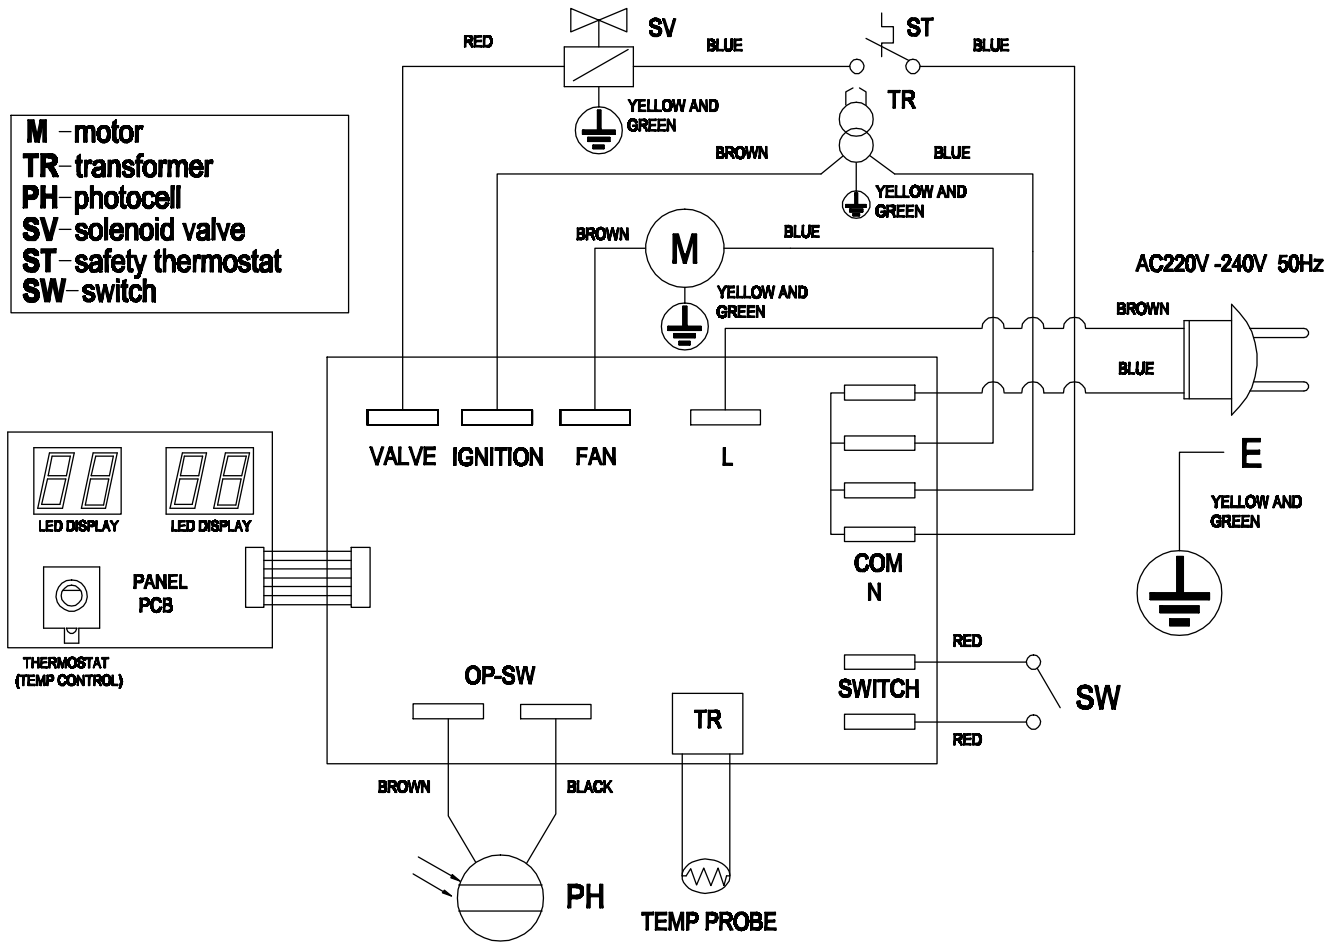 SV
ST
RED
BLUE
BLUE
TR
YELLOW AND
GREEN
M - motor
TR - transformer
PH - photocell
SV - solenoid valve
ST - safety thermostat
SW - switch
BROWN
BLUE
YELLOW AND
GREEN
BROWN
M
BLUE
AC220V -240V 50Hz
YELLOW AND
GREEN
BROWN
BLUE
VALVE
IGNITION
FAN
L
E
YELLOW AND
GREEN
LED DISPLAY
LED DISPLAY
COM
N
PANEL
PCB
THERMOSTAT
(TEMP CONTROL)
OP-SW
RED
SWITCH
SW
TR
RED
BROWN
BLACK
PH
TEMP PROBE